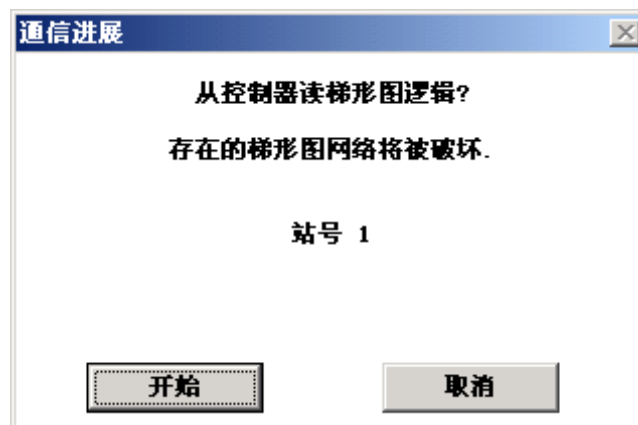 通信进展
从控制器读梯形图逻辑?
存在的梯形图网络将被破坏.
站号 1
开始 取消